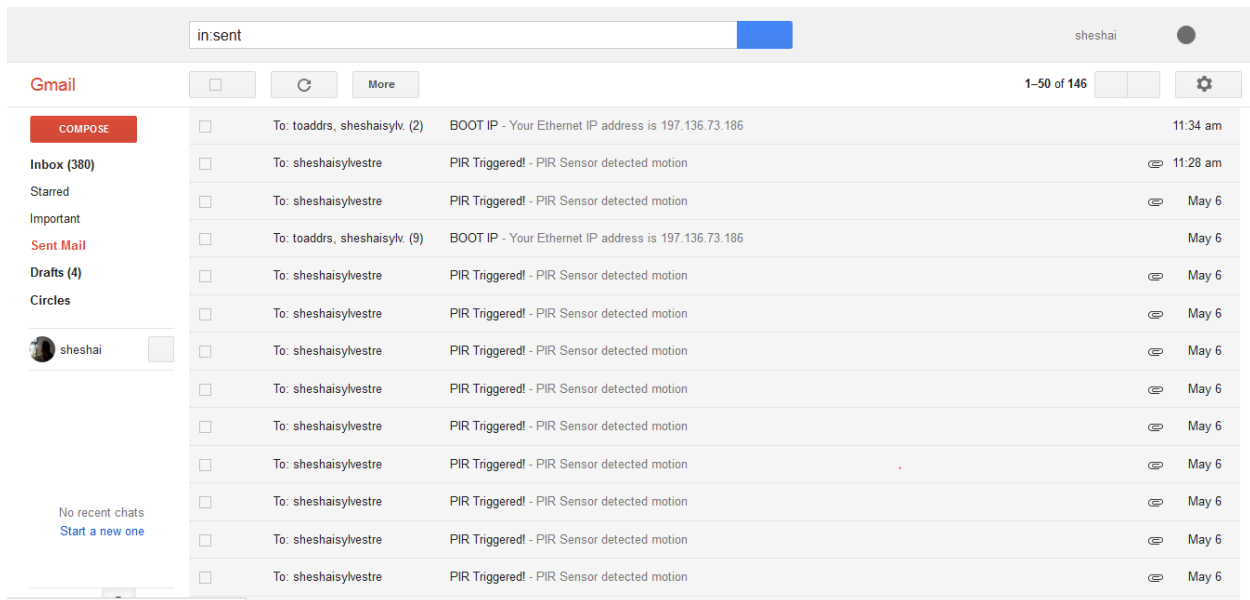 in:sent
sheshai
Gmail
More
1–50 of 146
COMPOSE
Inbox (380)
Starred
Important
Sent Mail
Drafts (4)
Circles
sheshai
No recent chats
Start a new one
To: toaddrs, sheshaisylv. (2) BOOT IP - Your Ethernet IP address is 197.136.73.186 11:34 am
To: sheshaisylvestre PIR Triggered! - PIR Sensor detected motion 11:28 am
To: sheshaisylvestre PIR Triggered! - PIR Sensor detected motion May 6
To: toaddrs, sheshaisylv. (9) BOOT IP - Your Ethernet IP address is 197.136.73.186 May 6
To: sheshaisylvestre PIR Triggered! - PIR Sensor detected motion May 6
To: sheshaisylvestre PIR Triggered! - PIR Sensor detected motion May 6
To: sheshaisylvestre PIR Triggered! - PIR Sensor detected motion May 6
To: sheshaisylvestre PIR Triggered! - PIR Sensor detected motion May 6
To: sheshaisylvestre PIR Triggered! - PIR Sensor detected motion May 6
To: sheshaisylvestre PIR Triggered! - PIR Sensor detected motion May 6
To: sheshaisylvestre PIR Triggered! - PIR Sensor detected motion May 6
To: sheshaisylvestre PIR Triggered! - PIR Sensor detected motion May 6
To: sheshaisylvestre PIR Triggered! - PIR Sensor detected motion May 6